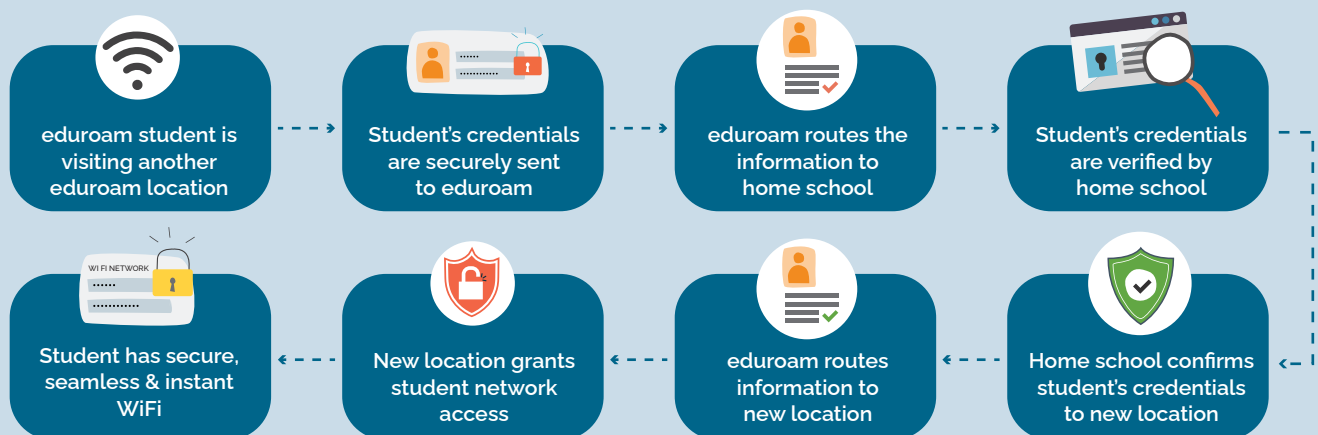 eduroam student is
visiting another
eduroam location
Student's credentials
are securely sent
to eduroam
eduroam routes the
information to
home school
Student's credentials
are verified by
home school
Home school confirms
student's credentials
to new location
eduroam routes
information to
new location
New location grants
student network
access
WI FI NETWORK
Student has secure,
seamless & instant
WiFi